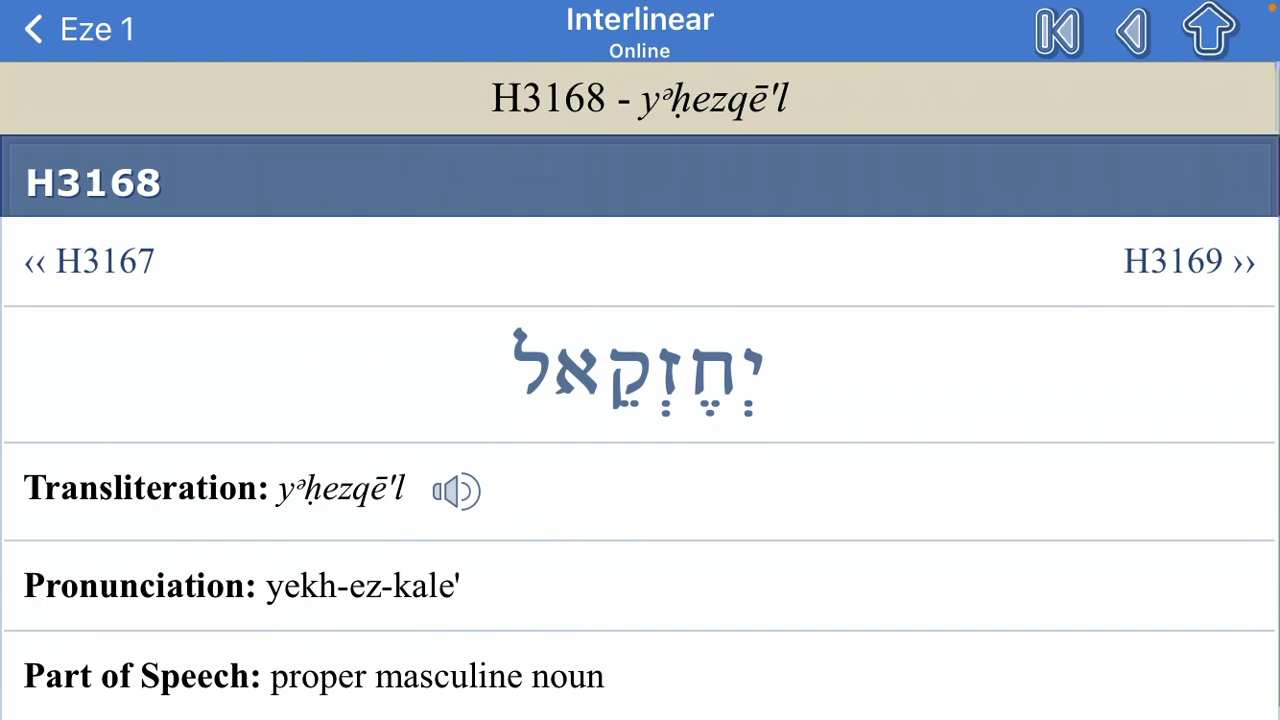 Eze 1
Interlinear
Online
H3168 - yᵊḥezqē'l
H3168
‹‹ H3167
H3169 ››
יְחֶזְקֵאל
Transliteration: yᵊḥezqē'l
Pronunciation: yekh-ez-kale'
Part of Speech: proper masculine noun